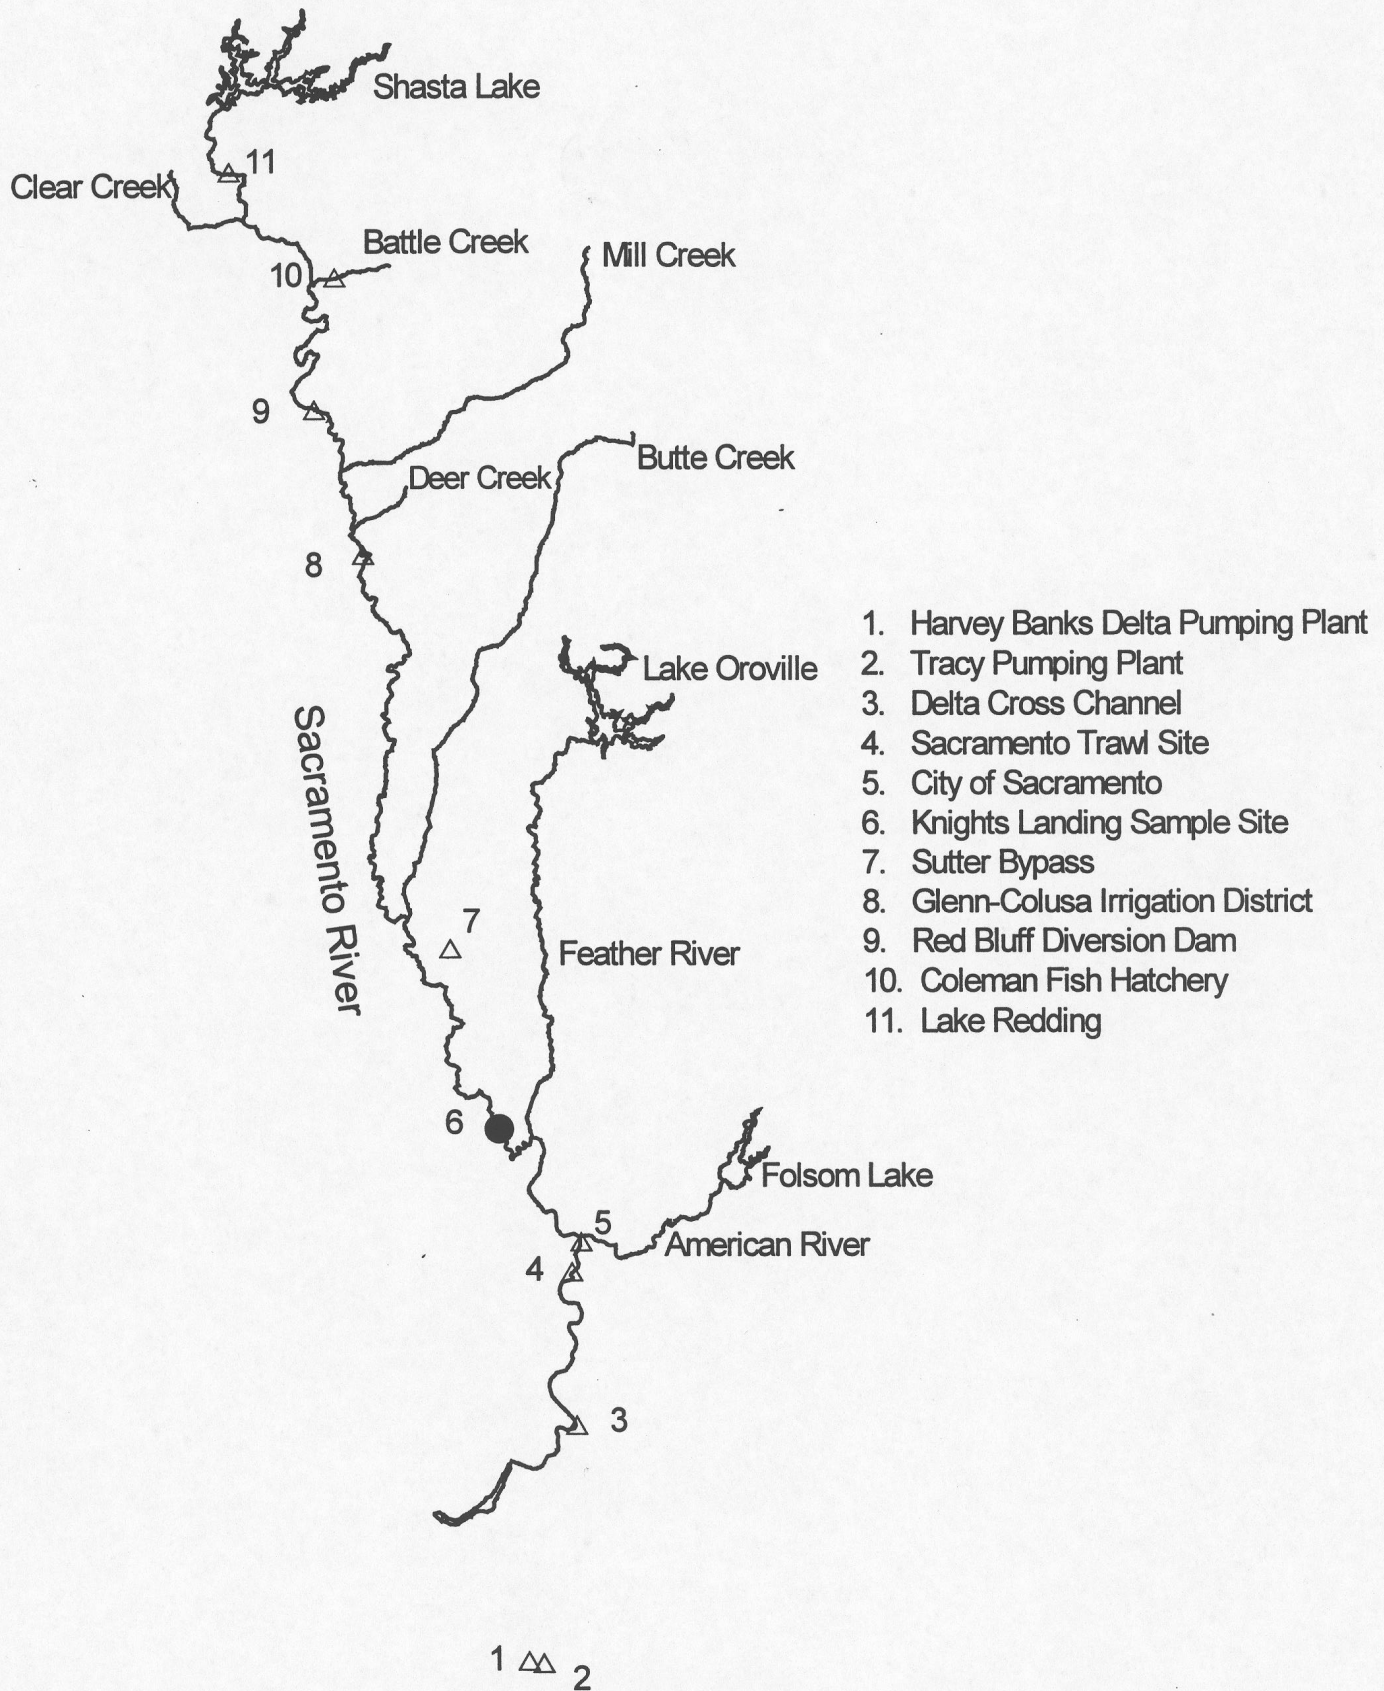 Shasta Lake
11
Clear Creek
Battle Creek
Mill Creek
10
9
Butte Creek
Deer Creek
8
1. Harvey Banks Delta Pumping Plant
Lake Oroville
2. Tracy Pumping Plant
3. Delta Cross Channel
4. Sacramento Trawl Site
5. City of Sacramento
6. Knights Landing Sample Site
7. Sutter Bypass
8. Glenn-Colusa Irrigation District
9. Red Bluff Diversion Dam
10. Coleman Fish Hatchery
11. Lake Redding
Sacramento River
7
Feather River
6
Folsom Lake
5
American River
4
3
1
2